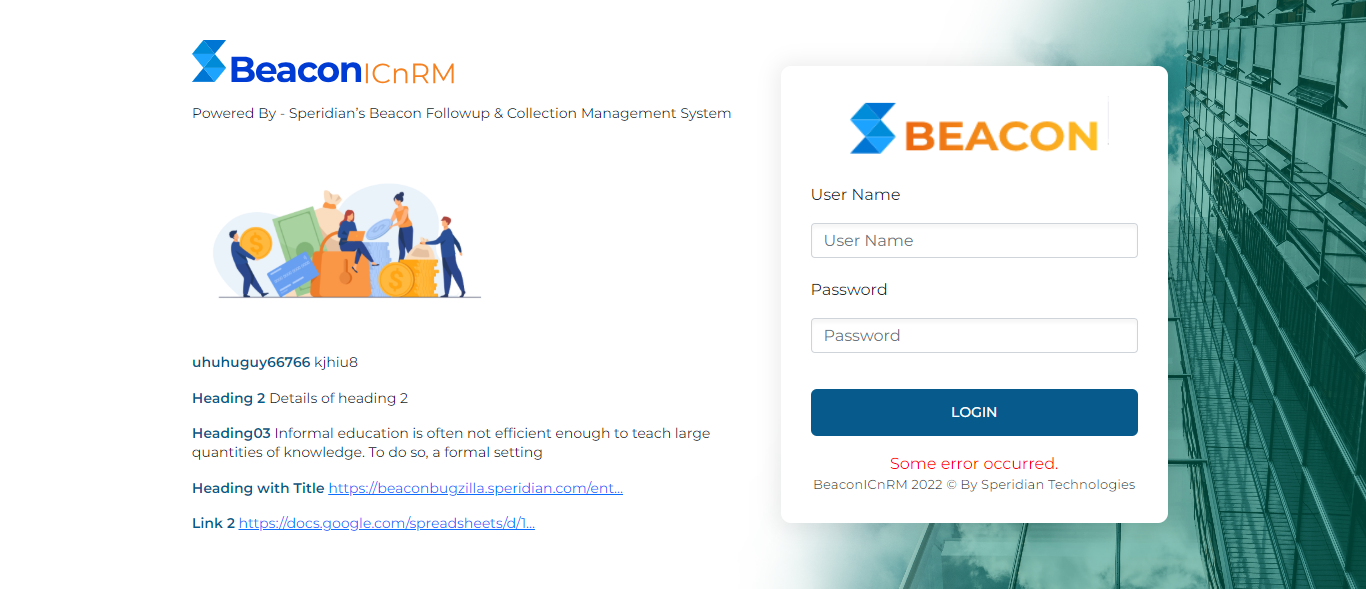 BeaconICnRM
Powered By - Speridian’s Beacon Followup & Collection Management System
uhuhuguy66766 kjhiu8
Heading 2 Details of heading 2
Heading03 Informal education is often not efficient enough to teach large
quantities of knowledge. To do so, a formal setting
Heading with Title https://beaconbugzilla.speridian.com/ent...
Link 2 https://docs.google.com/spreadsheets/d/1...
BEACON
User Name
User Name
Password
Password
LOGIN
Some error occurred.
BeaconICnRM 2022 © By Speridian Technologies